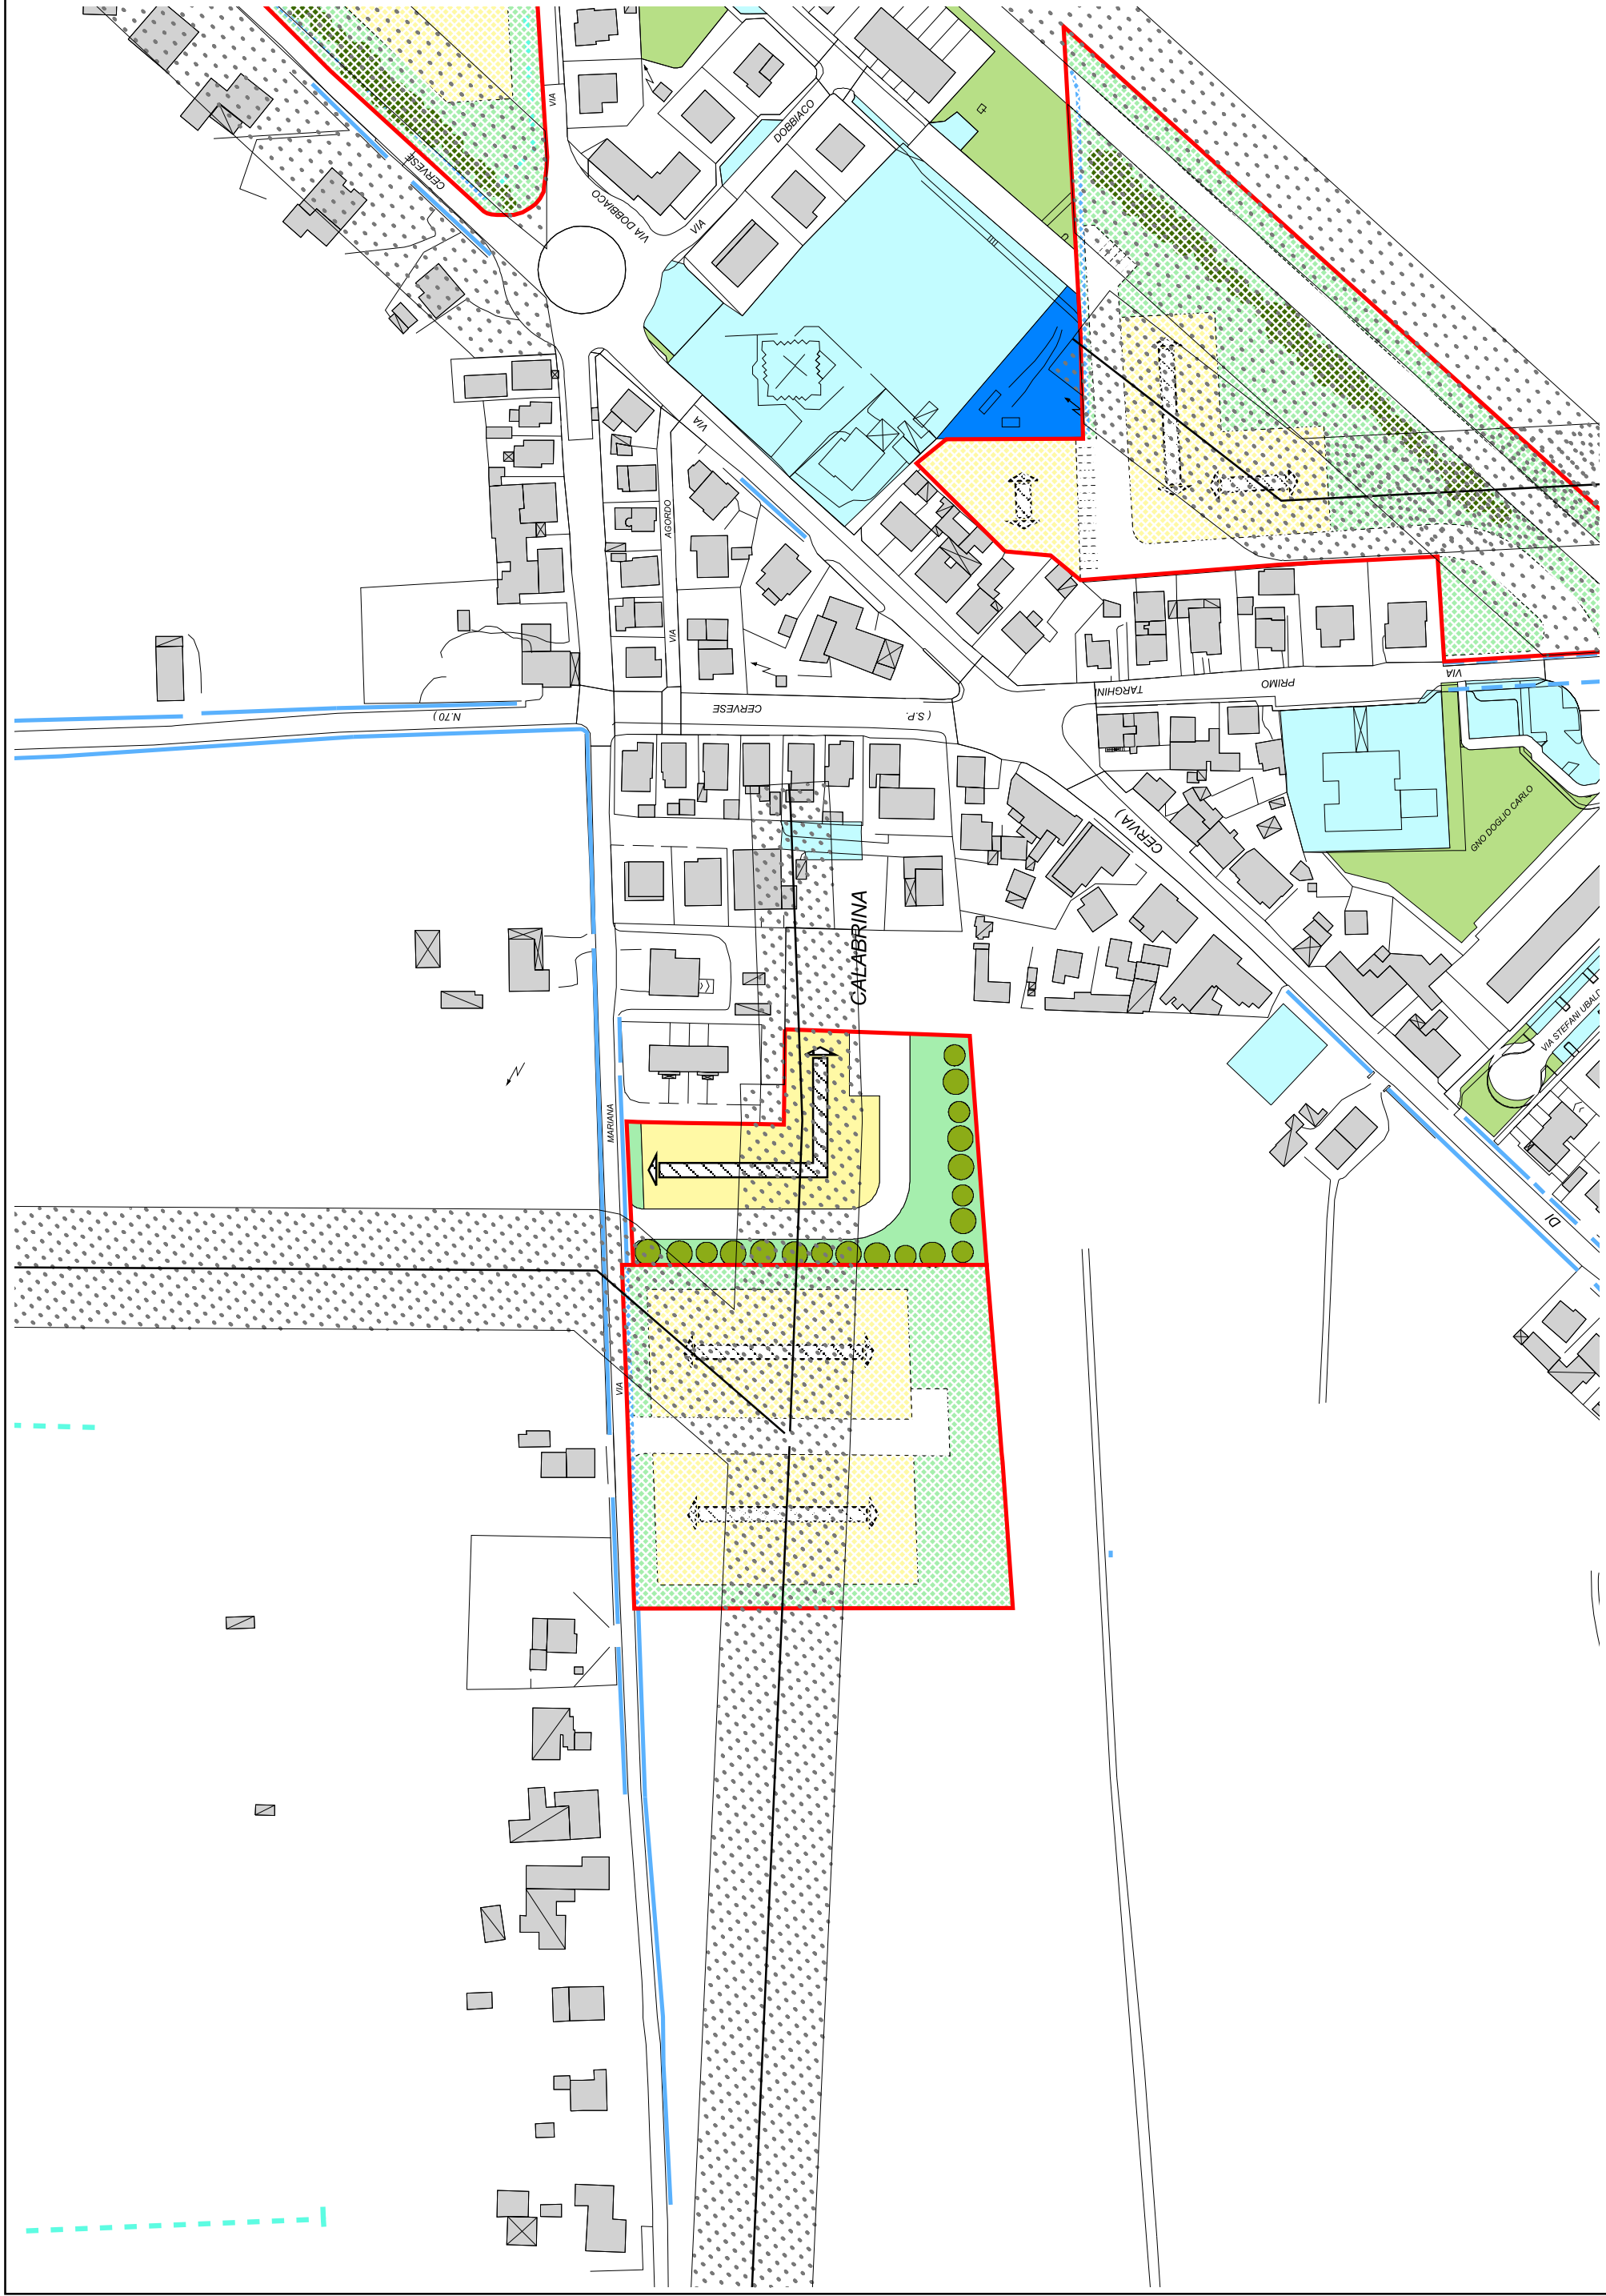 VIA
DOBBIACO
CERVESE
VIA DOBBIACO
VIA
VIA
AGORDO
VIA
VIA
PRIMO
TARGHINI
( S.P.
CERVESE
N.70 )
CERVIA )
GNO DOGLIO CARLO
CALABRINA
VIA STEFANI UBALD
MARIANA
DI
VIA